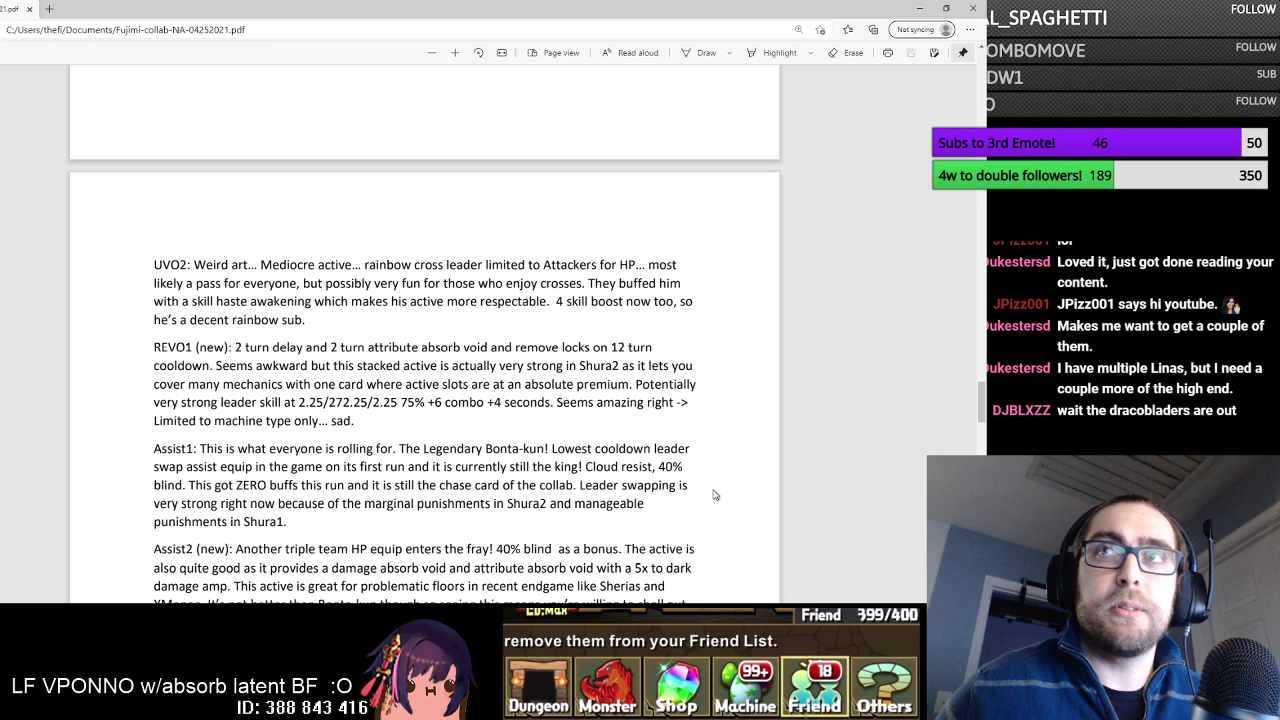 21.pdf
C:/Users/thefi/Documents/Fujimi-collab-NA-04252021.pdf
Not syncing
Page view
Read aloud
Draw
Highlight
Erase
UVO2: Weird art… Mediocre active… rainbow cross leader limited to Attackers for HP… most
likely a pass for everyone, but possibly very fun for those who enjoy crosses. They buffed him
with a skill haste awakening which makes his active more respectable.  4 skill boost now too, so
he's a decent rainbow sub.
REVO1 (new): 2 turn delay and 2 turn attribute absorb void and remove locks on 12 turn
cooldown. Seems awkward but this stacked active is actually very strong in Shura2 as it lets you
cover many mechanics with one card where active slots are at an absolute premium. Potentially
very strong leader skill at 2.25/272.25/2.25 75% +6 combo +4 seconds. Seems amazing right ->
Limited to machine type only… sad.
Assist1: This is what everyone is rolling for. The Legendary Bonta-kun! Lowest cooldown leader
swap assist equip in the game on its first run and it is currently still the king! Cloud resist, 40%
blind. This got ZERO buffs this run and it is still the chase card of the collab. Leader swapping is
very strong right now because of the marginal punishments in Shura2 and manageable
punishments in Shura1.
Assist2 (new): Another triple team HP equip enters the fray! 40% blind  as a bonus. The active is
also quite good as it provides a damage absorb void and attribute absorb void with a 5x to dark
damage amp. This active is great for problematic floors in recent endgame like Sherias and
AL_SPAGHETTI FOLLOW
OMBOMOVE FOLLOW
DW1 SUB
O FOLLOW
Subs to 3rd Emote! 46 50
4w to double followers! 189 350
JPizz001 lol
Dukestersd Loved it, just got done reading your
content.
JPizz001 JPizz001 says hi youtube.
Dukestersd Makes me want to get a couple of
them.
Dukestersd I have multiple Linas, but I need a
couple more of the high end.
DJBLXZZ wait the dracobladers are out
LF VPONNO w/absorb latent BF  :O
ID: 388 843 416
Friend 399/400
remove them from your Friend List.
99+
18
Dungeon
Monster
Shop
Machine
Friend
Others